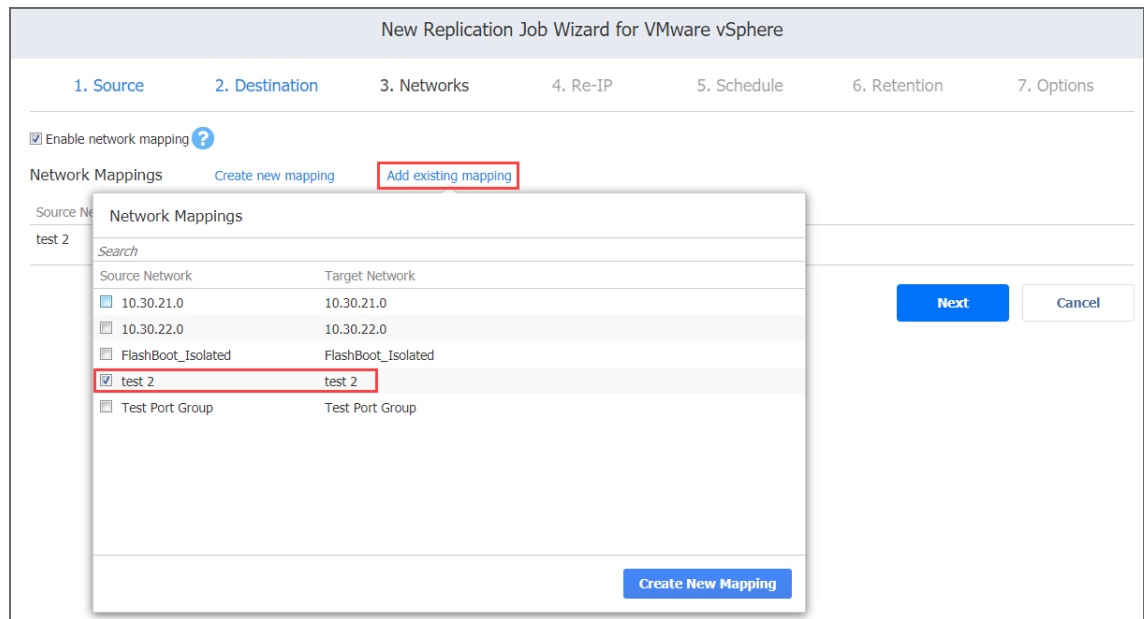 New Replication Job Wizard for VMware vSphere
1. Source 2. Destination 3. Networks 4. Re-IP 5. Schedule 6. Retention 7. Options
Enable network mapping ?
Network Mappings Create new mapping Add existing mapping
Source Ne
test 2
Network Mappings
Search
Source Network Target Network
10.30.21.0 10.30.21.0
10.30.22.0 10.30.22.0
FlashBoot_Isolated FlashBoot_Isolated
test 2 test 2
Test Port Group Test Port Group
Create New Mapping
Next Cancel